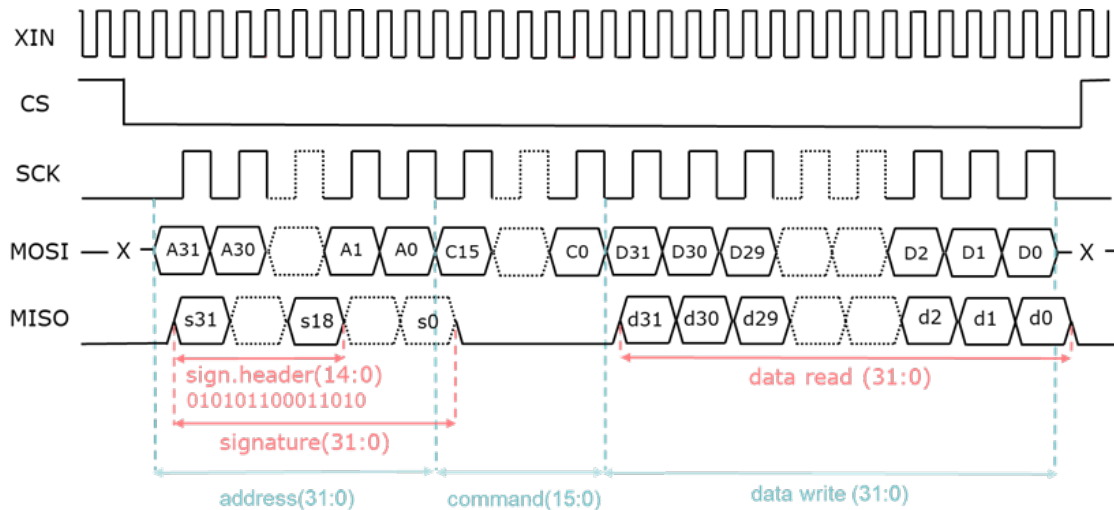 XIN
CS
SCK
MOSI X A31 A30 A1 A0 C15 C0 D31 D30 D29 D2 D1 D0 X
MISO s31 s18 s0 d31 d30 d29 d2 d1 d0
sign.header(14:0) data read (31:0)
010101100011010
signature(31:0)
address(31:0) command(15:0) data write (31:0)